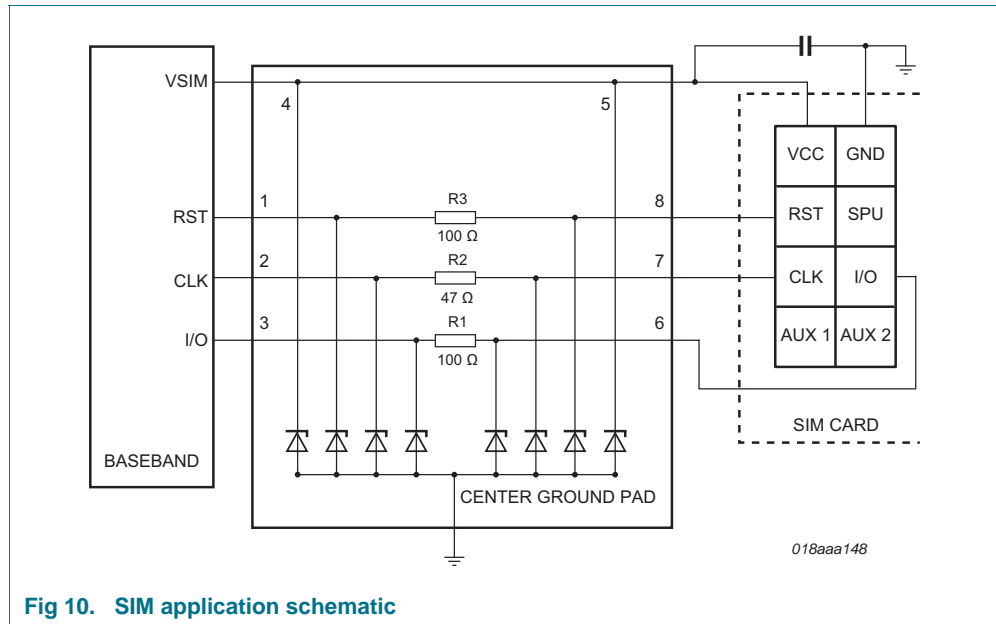 VSIM
4
5
VCC
GND
1
R3
8
RST
100 Ω
RST
SPU
2
R2
7
CLK
47 Ω
CLK
I/O
3
R1
6
I/O
100 Ω
AUX 1
AUX 2
SIM CARD
BASEBAND
CENTER GROUND PAD
018aaa148
Fig 10. SIM application schematic